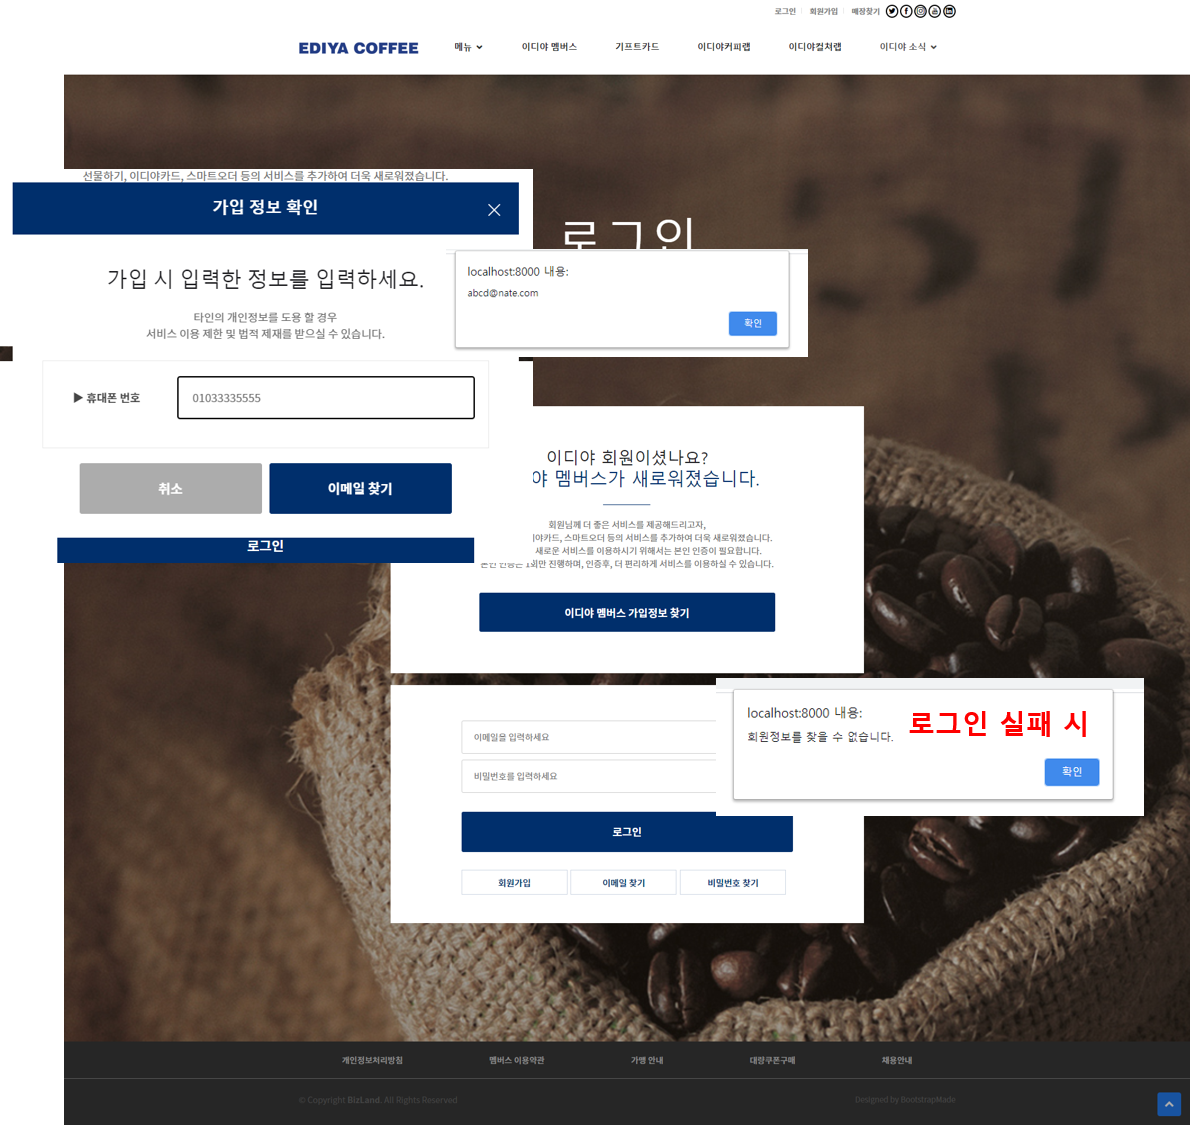 로그인 회원가입 매장찾기
EDIYA COFFEE 메뉴 이디야 멤버스 기프트카드 이디야커피랩 이디야컬쳐랩 이디야 소식
선물하기, 이디야카드, 스마트오더 등의 서비스를 추가하여 더욱 새로워졌습니다.
가입 정보 확인
로그인
가입 시 입력한 정보를 입력하세요.
타인의 개인정보를 도용 할 경우
서비스 이용 제한 및 법적 제재를 받으실 수 있습니다.
▶ 휴대폰 번호 01033335555
취소 이메일 찾기
로그인
localhost:8000 내용:
abcd@nate.com
확인
이디야 회원이셨나요?
야 멤버스가 새로워졌습니다.
회원님께 더 좋은 서비스를 제공해드리고자,
야카드, 스마트오더 등의 서비스를 추가하여 더욱 새로워졌습니다.
새로운 서비스를 이용하시기 위해서는 본인 인증이 필요합니다.
본인 인증은 1회만 진행하며, 인증후, 더 편리하게 서비스를 이용하실 수 있습니다.
이디야 멤버스 가입정보 찾기
localhost:8000 내용:
회원정보를 찾을 수 없습니다.
로그인 실패 시
확인
이메일을 입력하세요
비밀번호를 입력하세요
로그인
회원가입 이메일 찾기 비밀번호 찾기
개인정보처리방침 멤버스 이용약관 가맹 안내 대량쿠폰구매 채용안내
© Copyright BizLand. All Rights Reserved
Designed by BootstrapMade